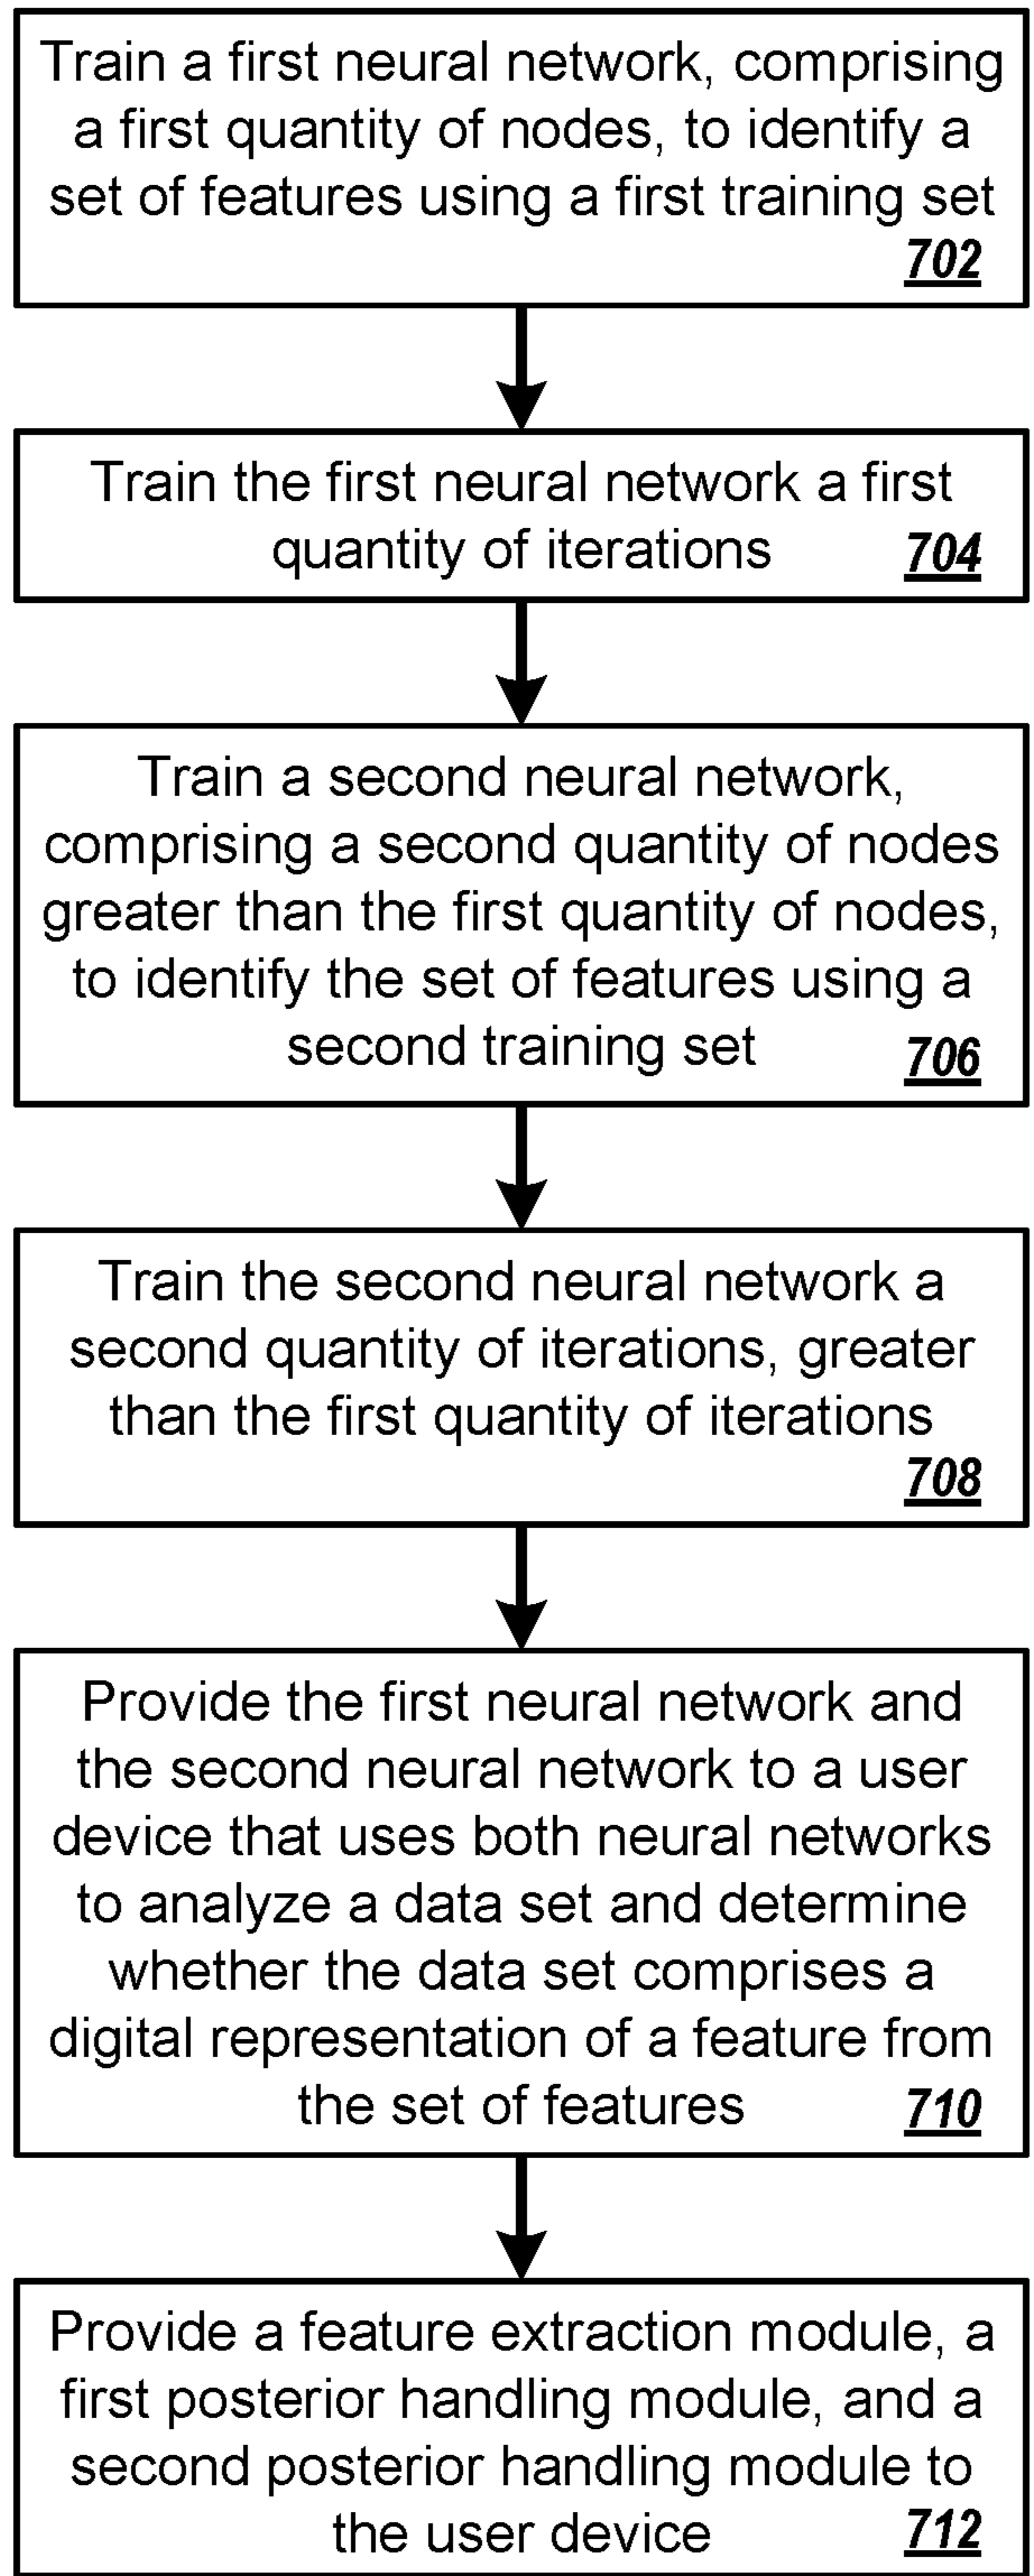 Train a first neural network, comprising
a first quantity of nodes, to identify a
set of features using a first training set
702
Train the first neural network a first
quantity of iterations 704
Train a second neural network,
comprising a second quantity of nodes
greater than the first quantity of nodes,
to identify the set of features using a
second training set 706
Train the second neural network a
second quantity of iterations, greater
than the first quantity of iterations
708
Provide the first neural network and
the second neural network to a user
device that uses both neural networks
to analyze a data set and determine
whether the data set comprises a
digital representation of a feature from
the set of features 710
Provide a feature extraction module, a
first posterior handling module, and a
second posterior handling module to
the user device 712